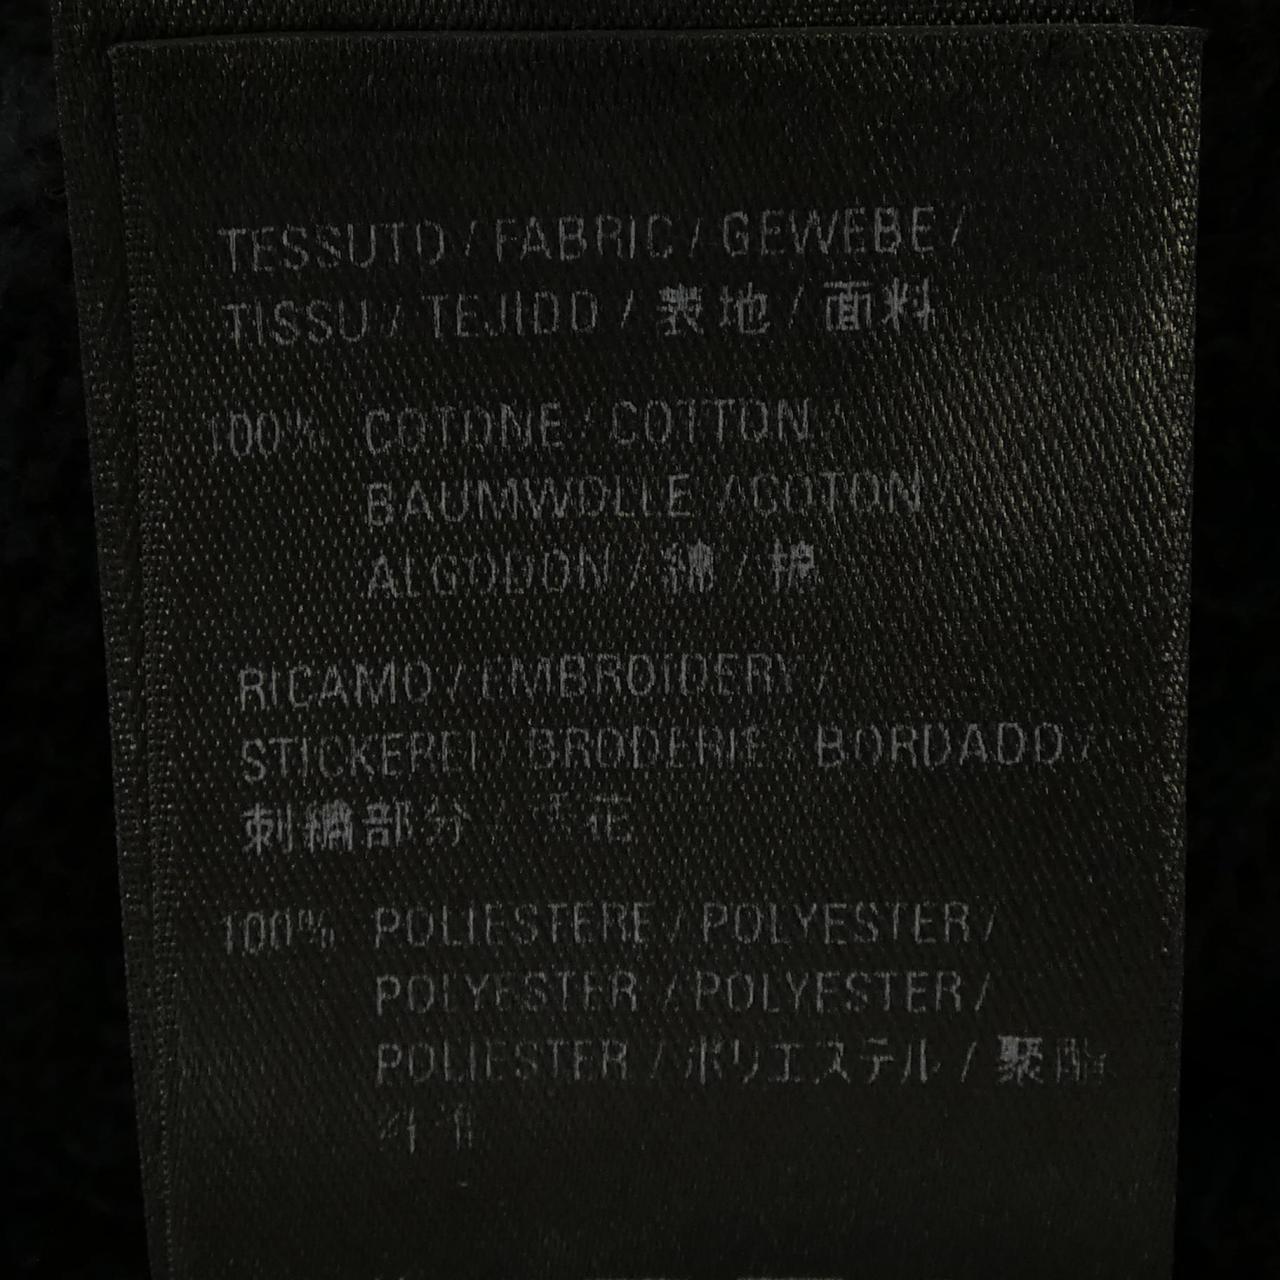 TESSUTO / FABRIC / GEWEBE /
TISSU / TEJIDO / 表地 / 面料
100% COTONE / COTTON
BAUMWOLLE / COTON
ALGODON / 綿 / 棉
RICAMO / EMBROIDERY /
STICKEREI / BRODERIE / BORDADO /
刺繍部分 / 花
100% POLIESTERE / POLYESTER /
POLYESTER / POLYESTER /
POLIESTER / ポリエステル / 聚酯